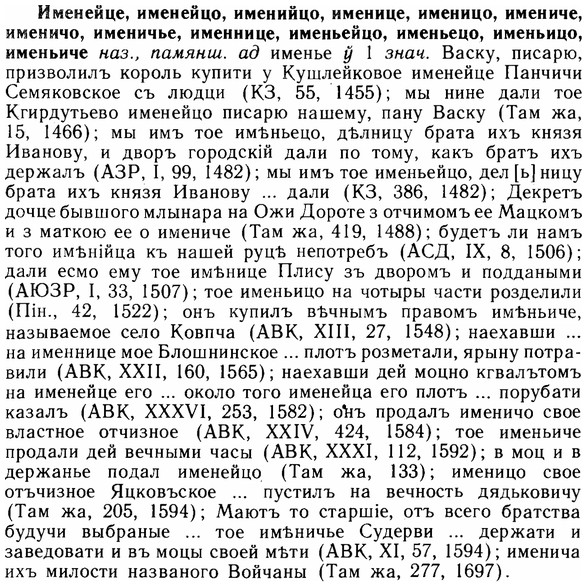 Именейце, именейцо, именийцо, именице, именицо, имениче,
именичо, именичье, именнице, именьейцо, именьецо, именьицо,
именьиче наз., памянш. ад именье ў 1 знач. Васку, писарю,
призволилъ король купити у Кушлейковое именейце Панчичи
Семяковское съ людци (КЗ, 55, 1455); мы нине дали тое
Кгирдутьево именейцо писарю нашему, пану Васку (Там жа,
15, 1466); мы имъ тое имѣньецо, дѣлницу брата ихъ князя
Иванову, и дворъ городскій дали по тому, какъ братъ ихъ
держалъ (АЗР, I, 99, 1482); мы имъ тое именьейцо, дел [ь] ницу
брата ихъ князя Иванову ... дали (КЗ, 386, 1482); Декретъ
дочце бывшого млынара на Ожи Дороте з отчимомъ ее Мацкомъ
и з маткою ее о имениче (Там жа, 419, 1488); будетъ ли намъ
того имѣнійца къ нашей руцѣ непотребъ (АСД, IX, 8, 1506);
дали есмо ему тое имѣнице Плису зъ дворомъ и поддаными
(АЮЗР, I, 33, 1507); тое именьицо на чотыры части розделили
(Пін., 42, 1522); онъ купилъ вѣчнымъ правомъ имѣньиче,
называемое село Ковпча (АВК, XIII, 27, 1548); наехавши ...
на именнице мое Блошнинское ... плотъ розметали, ярыну потра-
вили (АВК, XXII, 160, 1565); наехавши дей моцно кгвалътомъ
на именейце его ... около того именейца его плотъ ... порубати
казалъ (АВК, XXXVI, 253, 1582); онъ продалъ именичо свое
властное отчизное (АВК, XXIV, 424, 1584); тое именьиче
продали дей вечными часы (АВК, XXXI, 112, 1592); в моц и в
держанье подал именейцо (Там жа, 133); именицо свое
отъчизное Яцковъское ... пустилъ на вечность дядьковичу
(Там жа, 205, 1594); Маютъ то старшіе, отъ всего братства
будучи выбраные ... тое имѣничье Судерви ... держати и
заведовати и въ моцы своей мѣти (АВК, XI, 57, 1594); именича
ихъ милости названого Войчаны (Там жа, 277, 1697).